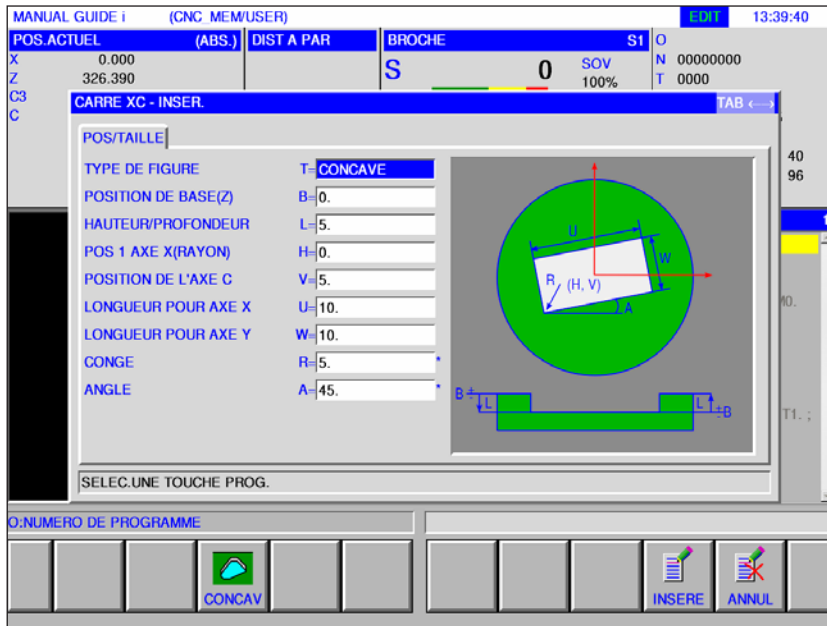 MANUAL GUIDE i (CNC_MEM/USER) EDIT 13:39:40
POS.ACTUEL (ABS.) DIST A PAR BROCHE S1 O
X 0.000 S 0 SOV 100% N 00000000
Z 326.390 T 0000
C3
C
CARRE XC - INSER. TAB
POS/TAILLE
TYPE DE FIGURE T=CONCAVE
POSITION DE BASE(Z) B=0.
HAUTEUR/PROFONDEUR L=5.
POS 1 AXE X(RAYON) H=0.
POSITION DE L'AXE C V=5.
LONGUEUR POUR AXE X U=10.
LONGUEUR POUR AXE Y W=10.
CONGE R=5. *
ANGLE A=45. *
U
W
R (H, V)
A
B ± L L ±B
40
96
1
M0.
T1. ;
SELEC.UNE TOUCHE PROG.
O:NUMERO DE PROGRAMME
CONCAV INSERE ANNUL